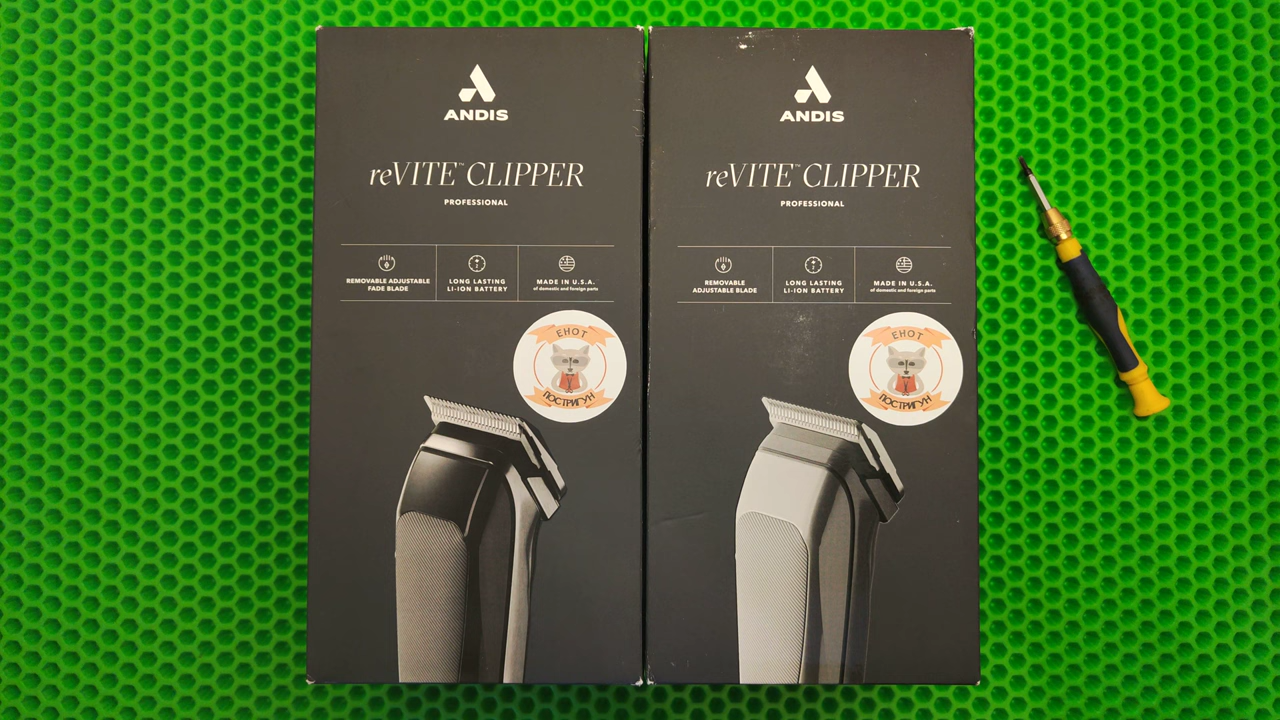 ANDIS
reVITE™ CLIPPER
PROFESSIONAL
REMOVABLE ADJUSTABLE
FADE BLADE
LONG LASTING
LI-ION BATTERY
MADE IN U.S.A.
of domestic and foreign parts
ЕНОТ
ПОСТРИГУН
ANDIS
reVITE™ CLIPPER
PROFESSIONAL
REMOVABLE
ADJUSTABLE BLADE
LONG LASTING
LI-ION BATTERY
MADE IN U.S.A.
of domestic and foreign parts
ЕНОТ
ПОСТРИГУН